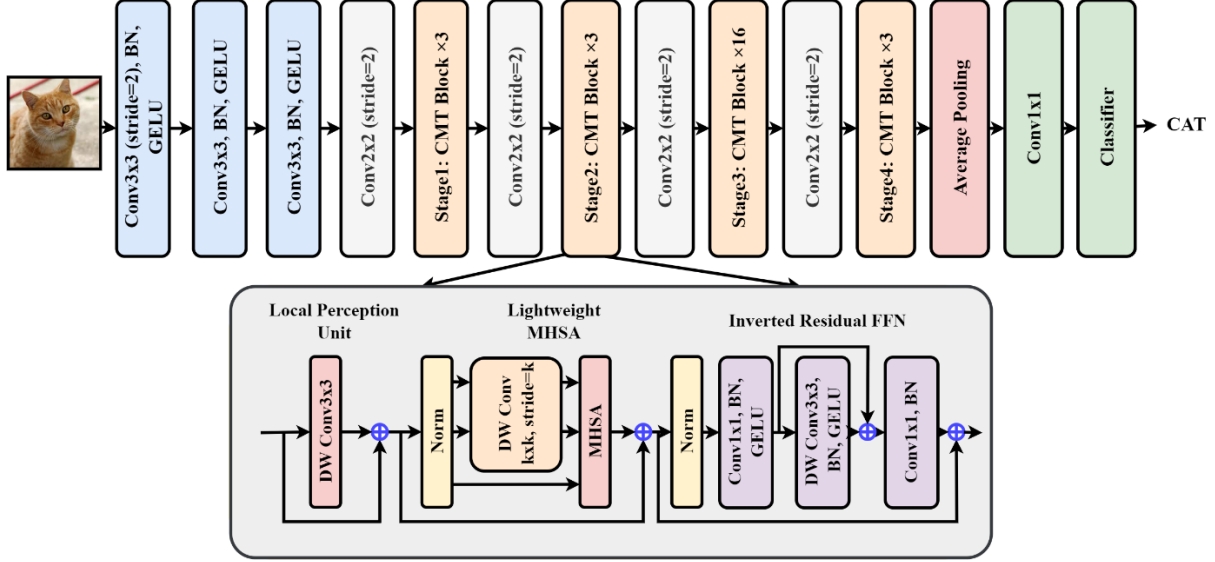 Conv3x3 (stride=2), BN,
GELU
Conv3x3, BN, GELU
Conv3x3, BN, GELU
Conv2x2 (stride=2)
Stage1: CMT Block ×3
Conv2x2 (stride=2)
Stage2: CMT Block ×3
Conv2x2 (stride=2)
Stage3: CMT Block ×16
Conv2x2 (stride=2)
Stage4: CMT Block ×3
Average Pooling
Conv1x1
Classifier
CAT
Local Perception
Unit
Lightweight
MHSA
Inverted Residual FFN
DW Conv3x3
Norm
DW Conv
kxk, stride=k
MHSA
Norm
Conv1x1, BN,
GELU
DW Conv3x3,
BN, GELU
Conv1x1, BN